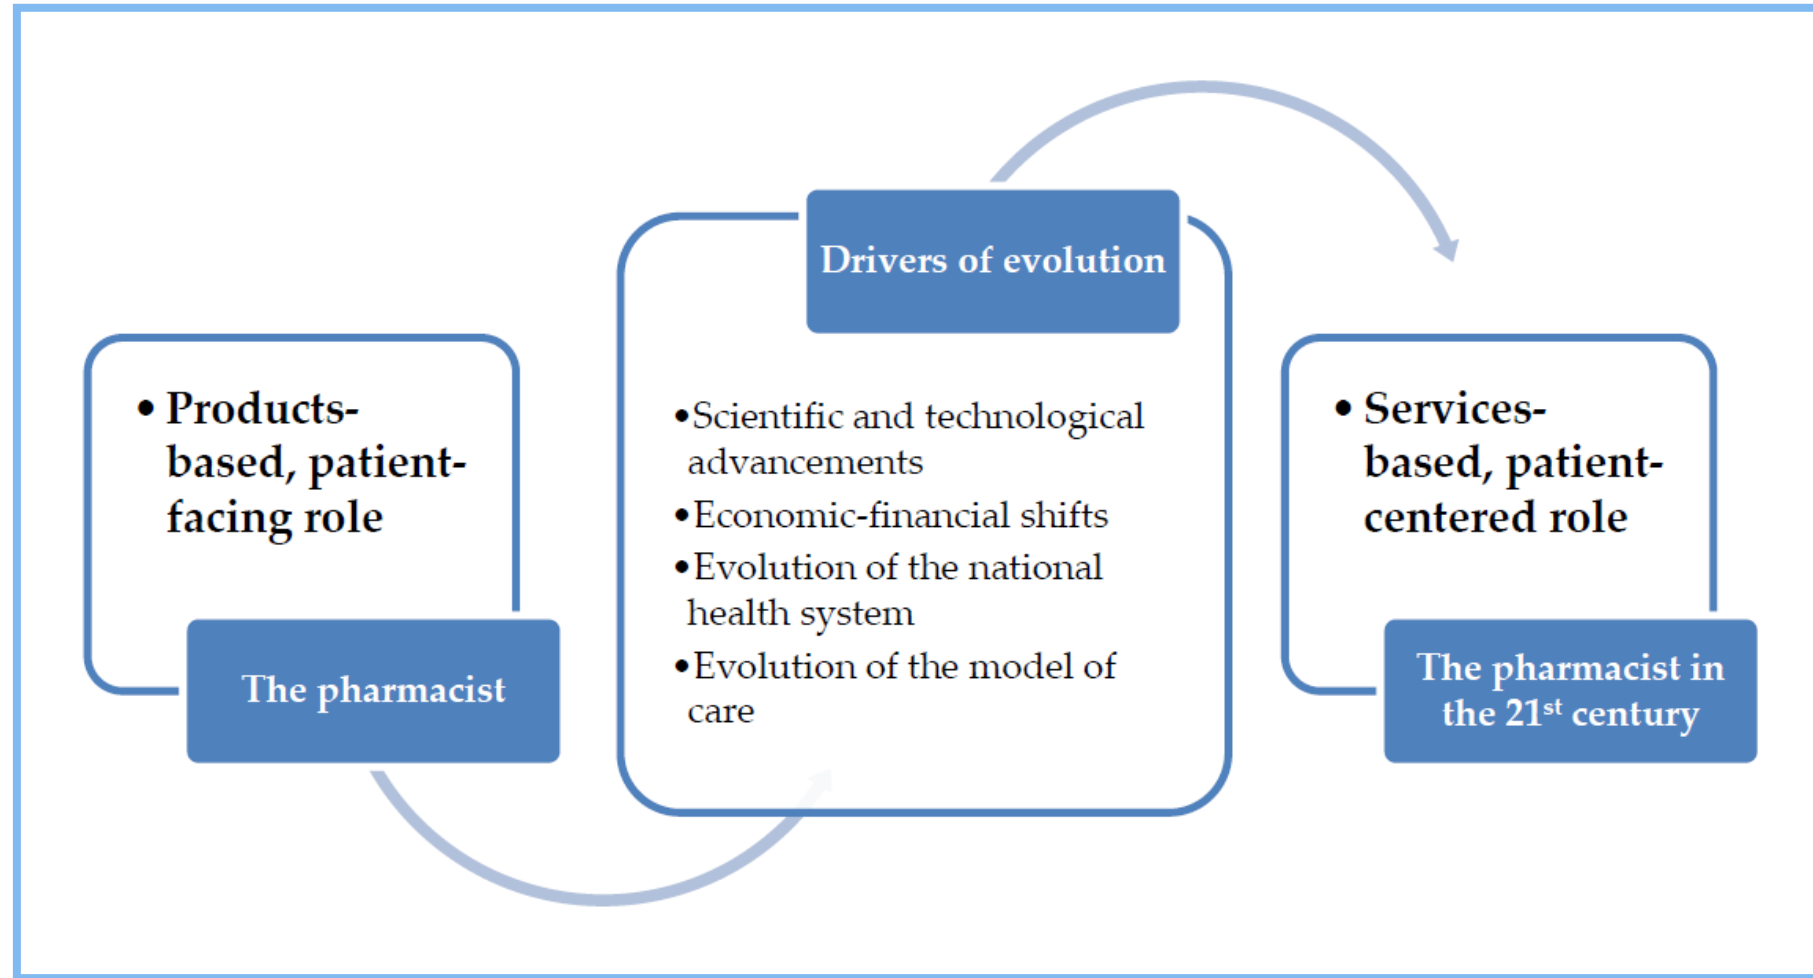 • Products-
based, patient-
facing role
The pharmacist
Drivers of evolution
•Scientific and technological
advancements
•Economic-financial shifts
•Evolution of the national
health system
•Evolution of the model of
care
• Services-
based, patient-
centered role
The pharmacist in
the 21st century